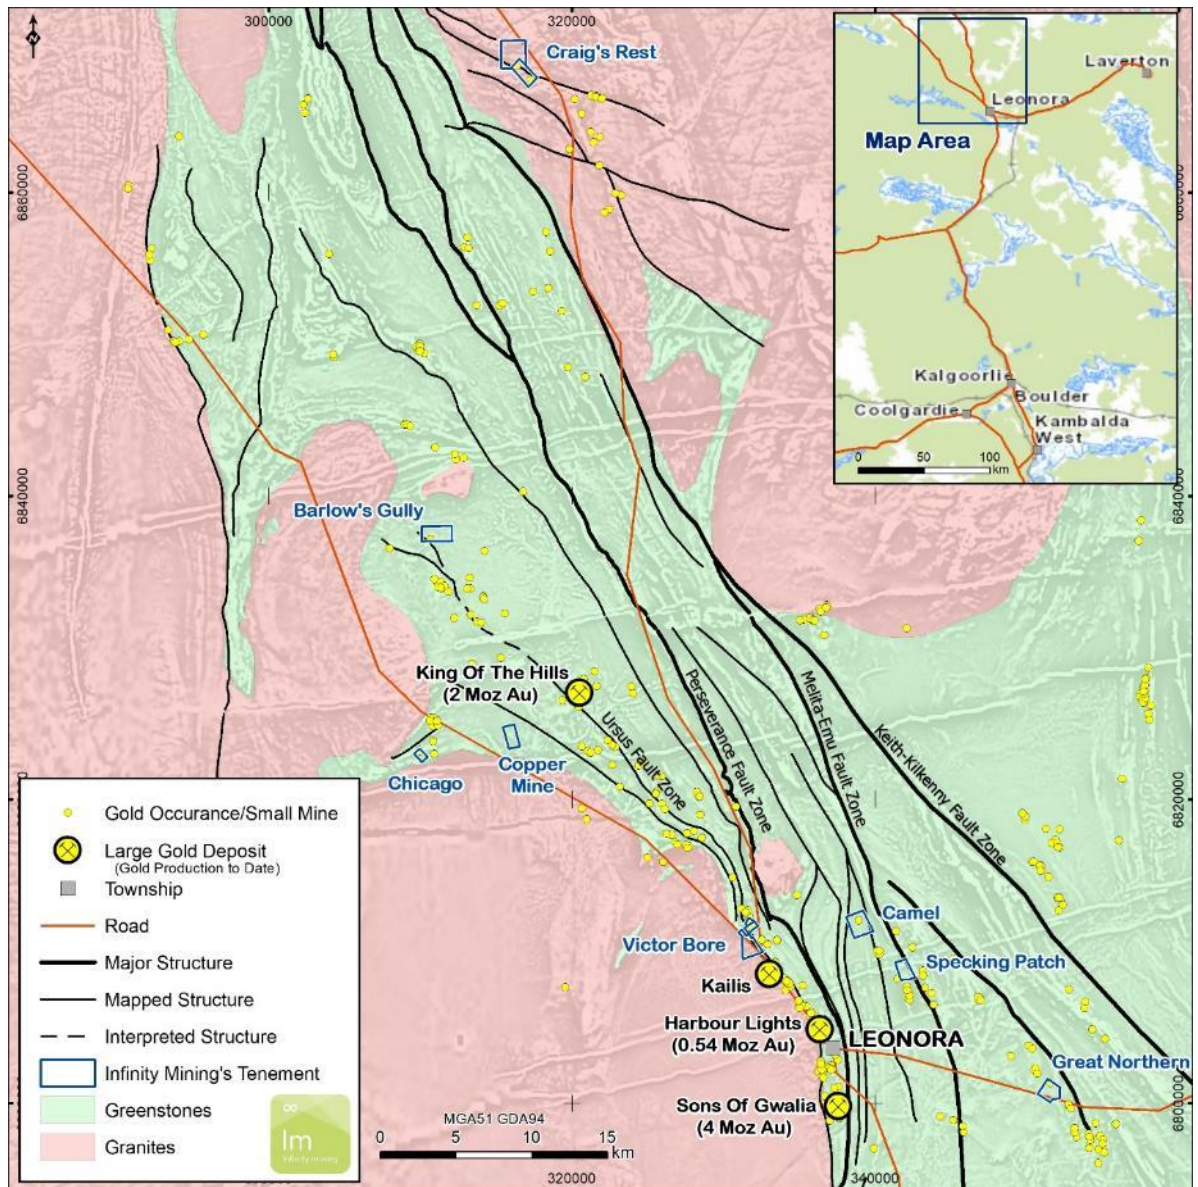 300000
320000
N
Craig's Rest
Laverton
Leonora
Map Area
6860000
6860000
Kalgoorlie
Boulder
Coolgardie
Kambalda
West
0 50 100
km
6840000
6840000
Barlow's Gully
King Of The Hills
(2 Moz Au)
Ursus Fault Zone
Perseverance Fault Zone
Melita-Emu Fault Zone
Keith-Kilkenny Fault Zone
Copper
Mine
Chicago
6820000
Gold Occurance/Small Mine
Large Gold Deposit
(Gold Production to Date)
Township
Road
Major Structure
Mapped Structure
Interpreted Structure
Infinity Mining's Tenement
Greenstones
Granites
Im
infinity mining
Camel
Victor Bore
Specking Patch
Kailis
Harbour Lights
(0.54 Moz Au)
LEONORA
Great Northern
Sons Of Gwalia
(4 Moz Au)
6800000
MGA51 GDA94
0 5 10 15
km
320000
340000